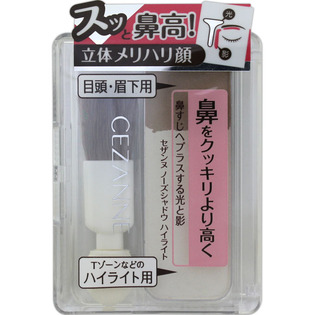 スッと鼻高!
立体メリハリ顔
光
影
目頭・眉下用
CEZANNE
鼻をクッキリより高く
鼻すじへプラスする光と影
セザンヌ ノーズシャドウ ハイライト
Tゾーンなどの
ハイライト用